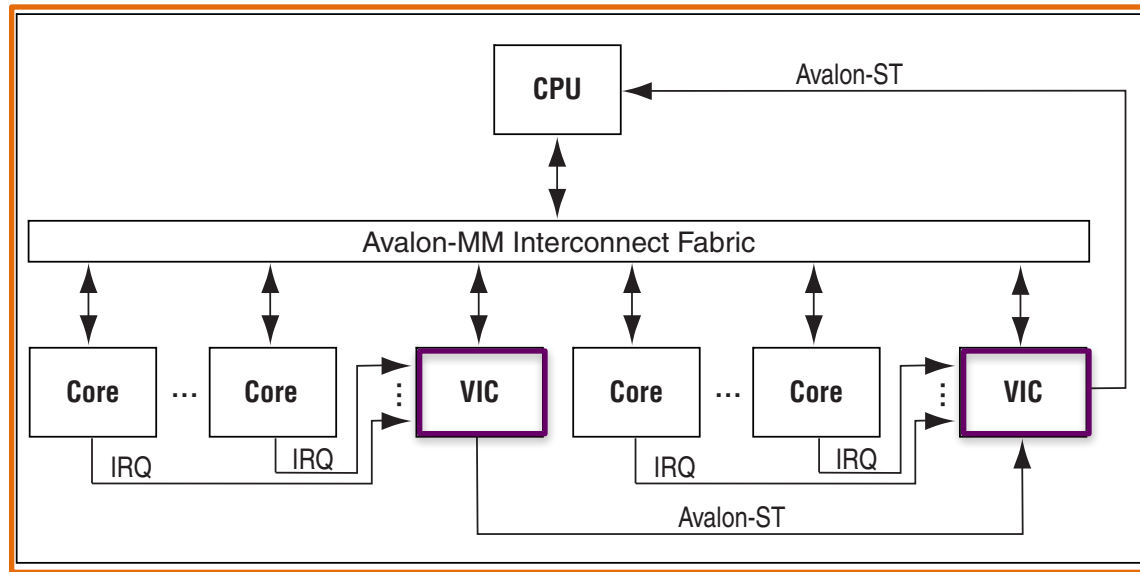 Avalon-ST
CPU
Avalon-MM Interconnect Fabric
Core
...
Core
VIC
Core
...
Core
VIC
IRQ
IRQ
IRQ
IRQ
Avalon-ST